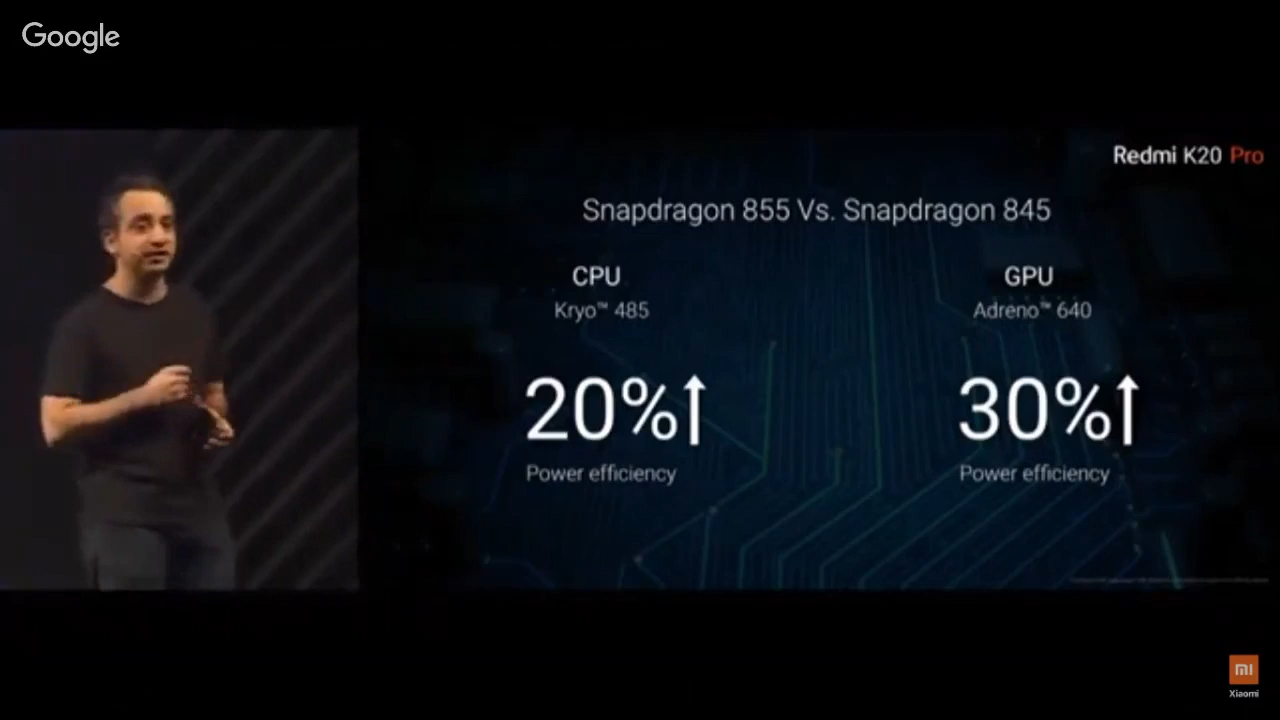 Google
Redmi K20 Pro
Snapdragon 855 Vs. Snapdragon 845
CPU
Kryo™ 485
GPU
Adreno™ 640
20%↑
Power efficiency
30%↑
Power efficiency
mi
Xiaomi